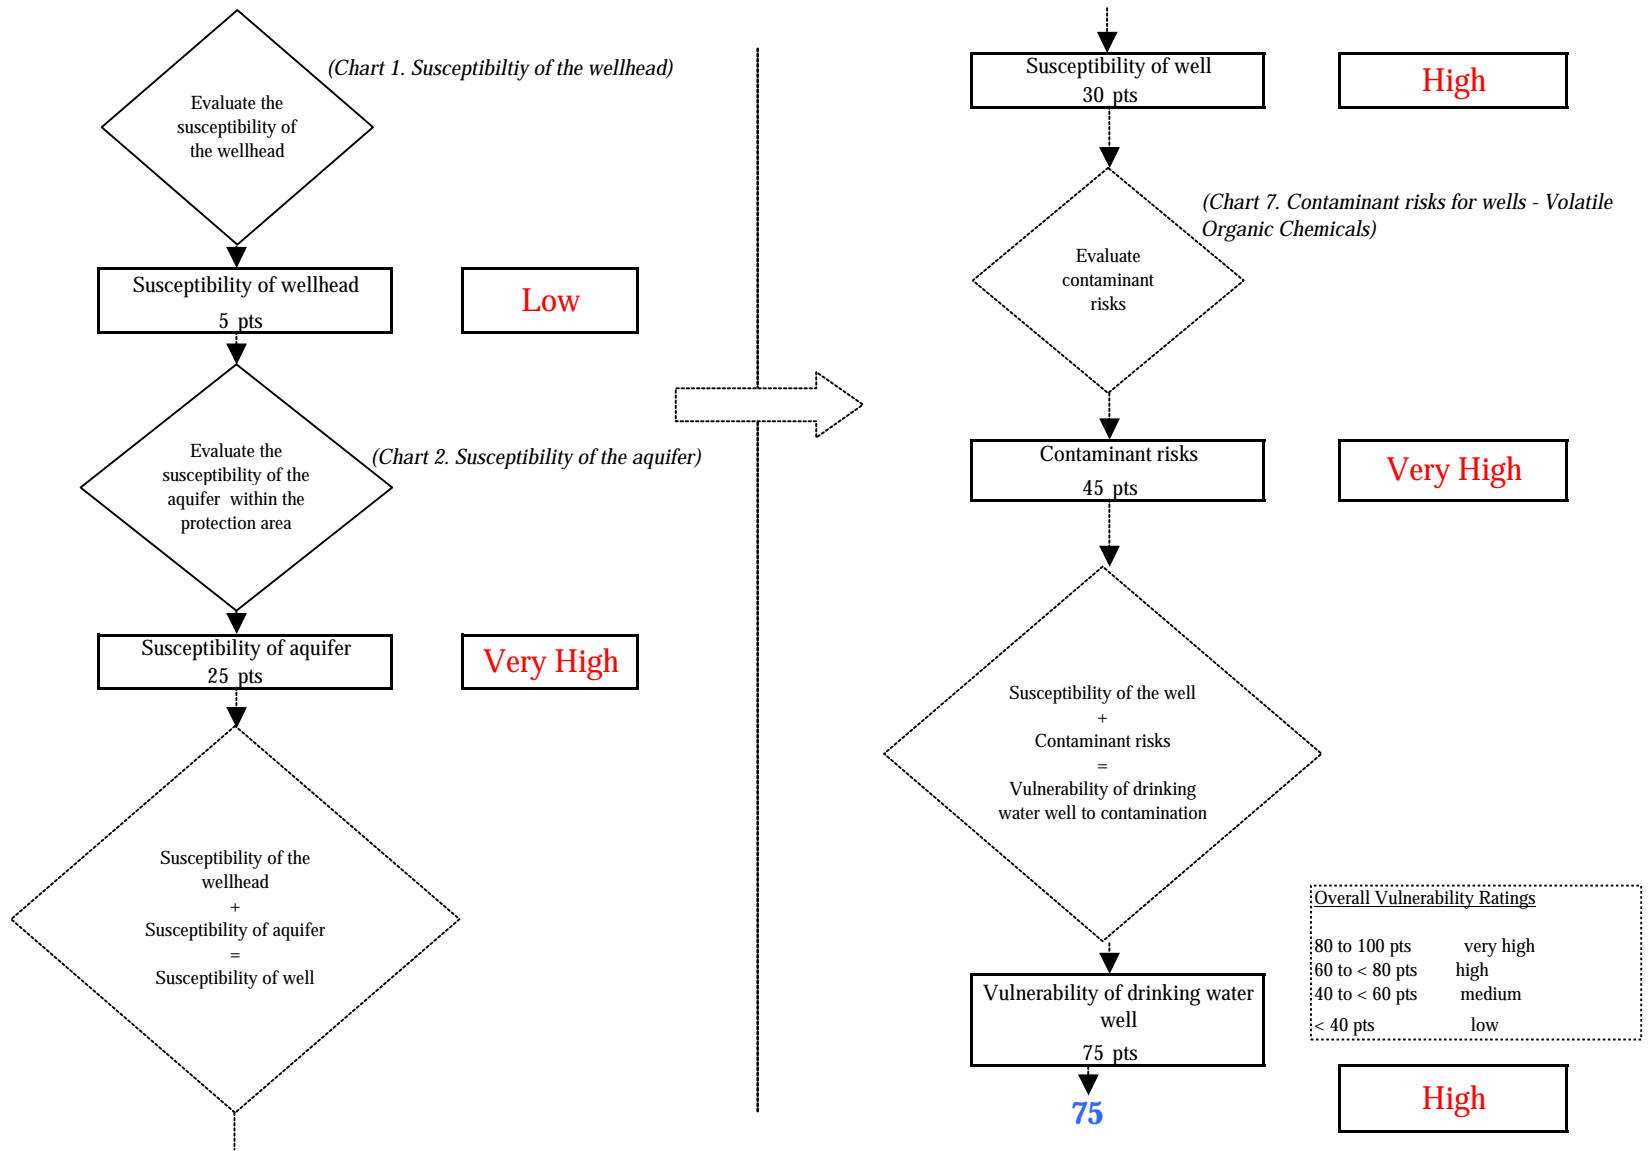 (Chart 1. Susceptibiltiy of the wellhead)
Evaluate the
susceptibility of
the wellhead
Susceptibility of wellhead
5 pts
Low
Evaluate the
susceptibility of the
aquifer within the
protection area
(Chart 2. Susceptibility of the aquifer)
Susceptibility of aquifer
25 pts
Very High
Susceptibility of the
wellhead
+
Susceptibility of aquifer
=
Susceptibility of well
Susceptibility of well
30 pts
High
(Chart 7. Contaminant risks for wells - Volatile
Organic Chemicals)
Evaluate
contaminant
risks
Contaminant risks
45 pts
Very High
Susceptibility of the well
+
Contaminant risks
=
Vulnerability of drinking
water well to contamination
Overall Vulnerability Ratings
80 to 100 pts very high
60 to < 80 pts high
40 to < 60 pts medium
< 40 pts low
Vulnerability of drinking water
well
75 pts
75
High